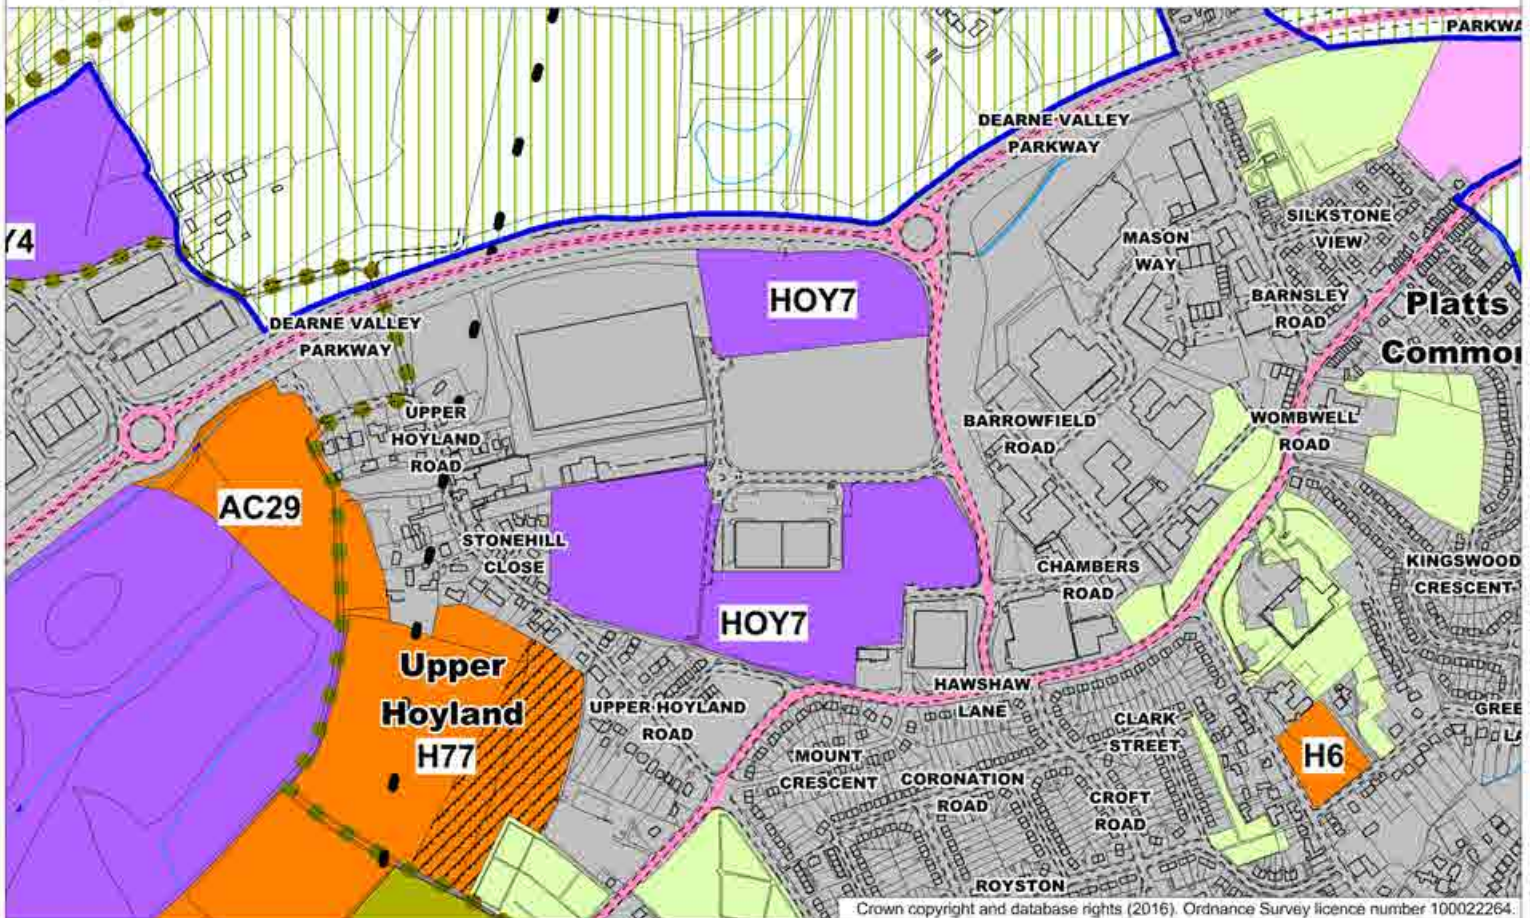 PARKWA
DEARNE VALLEY
PARKWAY
SILKSTONE
VIEW
MASON
WAY
Y4
HOY7
BARNSLEY
ROAD
Platts
Common
DEARNE VALLEY
PARKWAY
UPPER
HOYLAND
ROAD
BARROWFIELD
ROAD
WOMBWELL
ROAD
AC29
STONEHILL
CLOSE
CHAMBERS
ROAD
KINGSWOOD
CRESCENT
HOY7
Upper
Hoyland
H77
HAWSHAW
LANE
UPPER HOYLAND
ROAD
CLARK
STREET
GREE
LA
H6
MOUNT
CRESCENT
CORONATION
ROAD
CROFT
ROAD
ROYSTON
Crown copyright and database rights (2016). Ordnance Survey licence number 100022264.